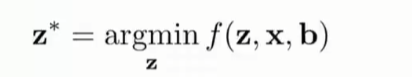 z* = argmin f(z, x, b)
z